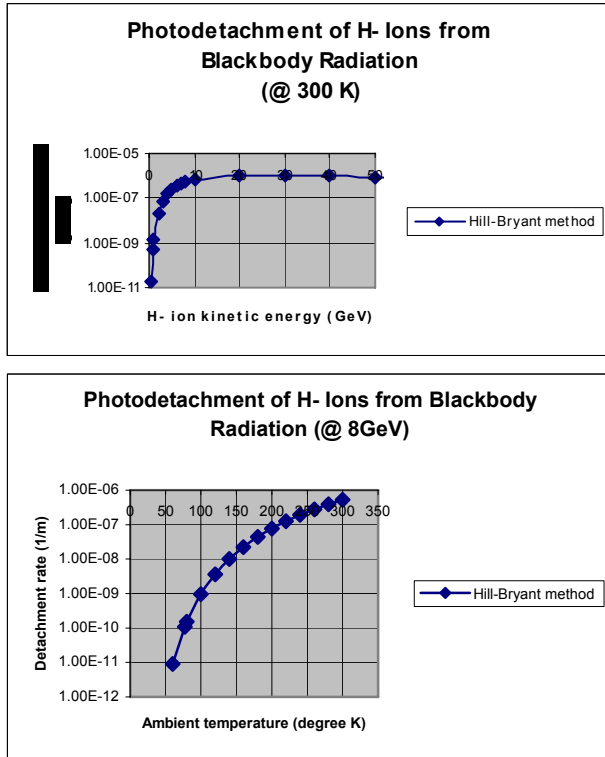 Photodetachment of H- Ions from
Blackbody Radiation
(@ 300 K)
1.00E-05
1.00E-07
1.00E-09
1.00E-11
0 10 20 30 40 50
H- ion kinetic energy (GeV)
Hill-Bryant method
Photodetachment of H- Ions from Blackbody
Radiation (@ 8GeV)
1.00E-06
1.00E-07
1.00E-08
1.00E-09
1.00E-10
1.00E-11
1.00E-12
0 50 100 150 200 250 300 350
Detachment rate (1/m)
Ambient temperature (degree K)
Hill-Bryant method